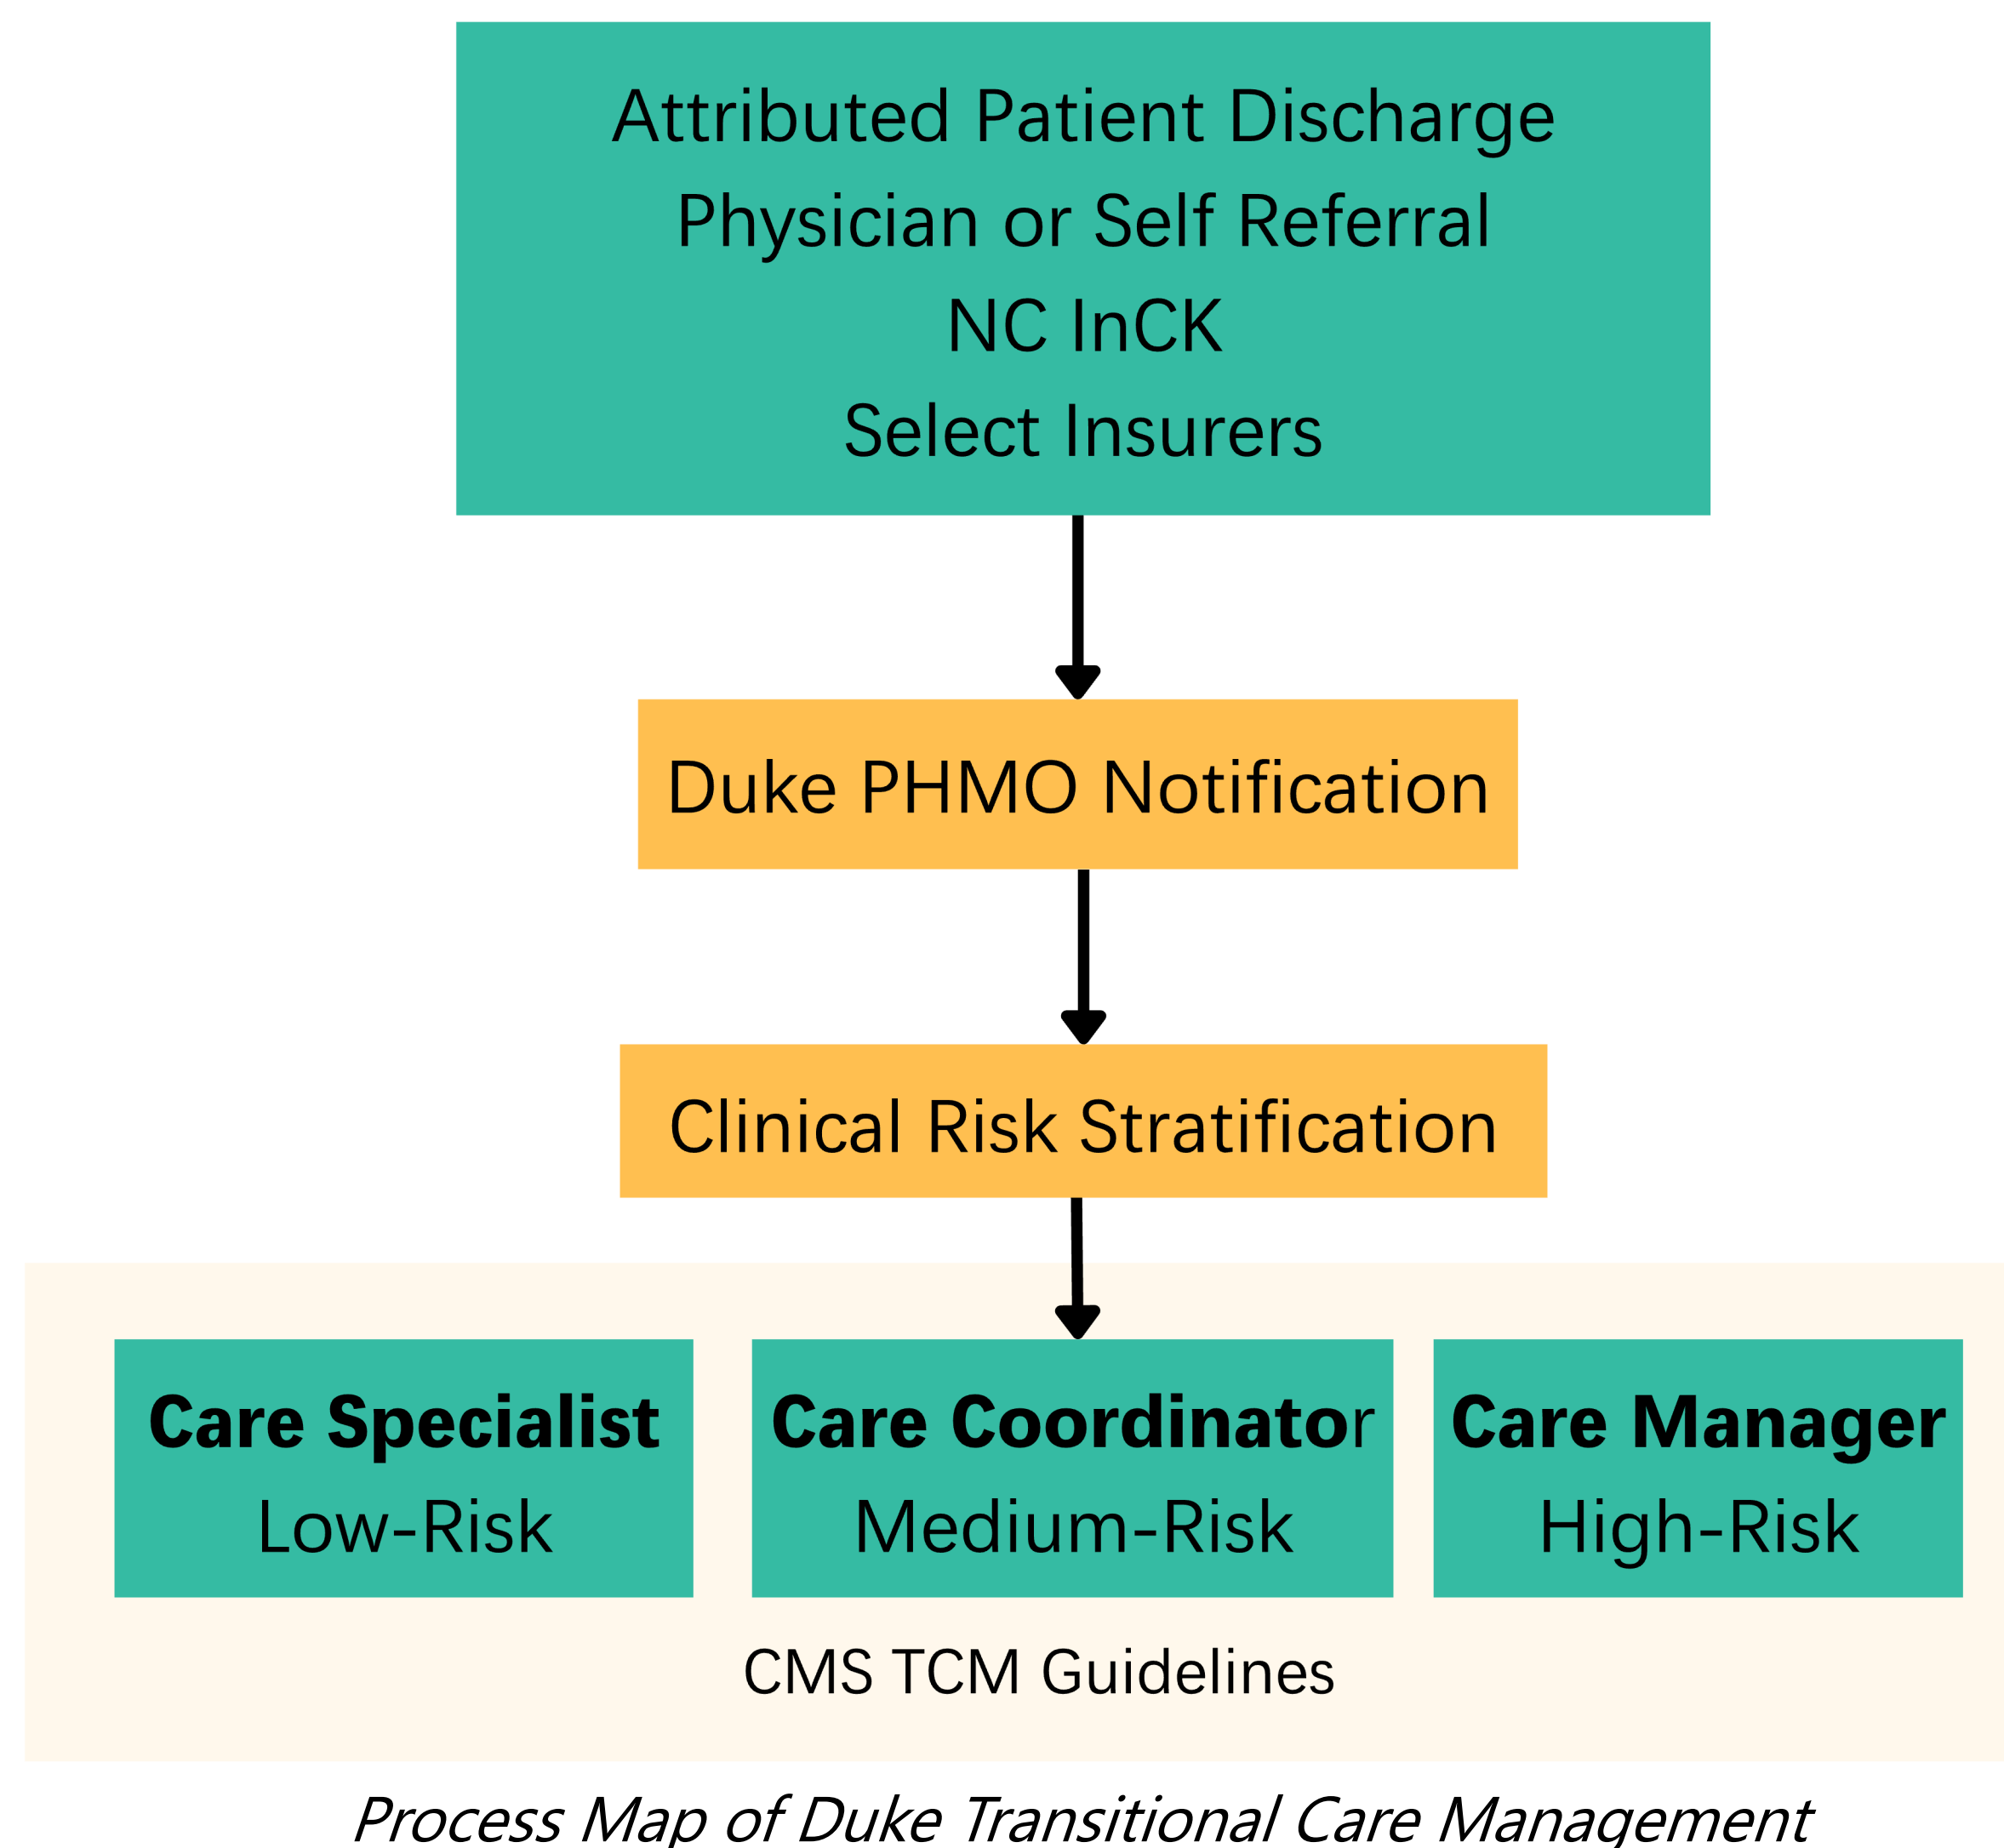 Attributed Patient Discharge
Physician or Self Referral
NC InCK
Select Insurers
Duke PHMO Notification
Clinical Risk Stratification
Care Specialist
Low-Risk
Care Coordinator
Medium-Risk
Care Manager
High-Risk
CMS TCM Guidelines
Process Map of Duke Transitional Care Management